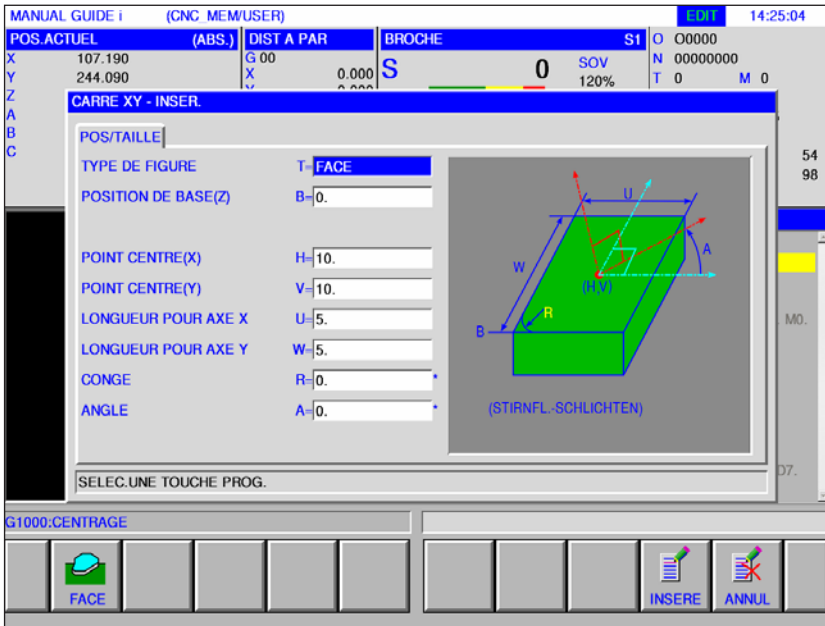 MANUAL GUIDE i (CNC_MEM/USER) EDIT 14:25:04
POS.ACTUEL (ABS.) DIST A PAR BROCHE S1 O O0000
X 107.190 G 00 S 0 SOV N 00000000
Y 244.090 X 0.000 120% T 0 M 0
Z
A
B
C
54
98
CARRE XY - INSER.
POS/TAILLE
TYPE DE FIGURE T=FACE
POSITION DE BASE(Z) B=0.
POINT CENTRE(X) H=10.
POINT CENTRE(Y) V=10.
LONGUEUR POUR AXE X U=5.
LONGUEUR POUR AXE Y W=5.
CONGE R=0. *
ANGLE A=0. *
U
A
W
(H,V)
R
B
(STIRNFL.-SCHLICHTEN)
M0.
D7.
SELEC.UNE TOUCHE PROG.
G1000:CENTRAGE
FACE INSERE ANNUL